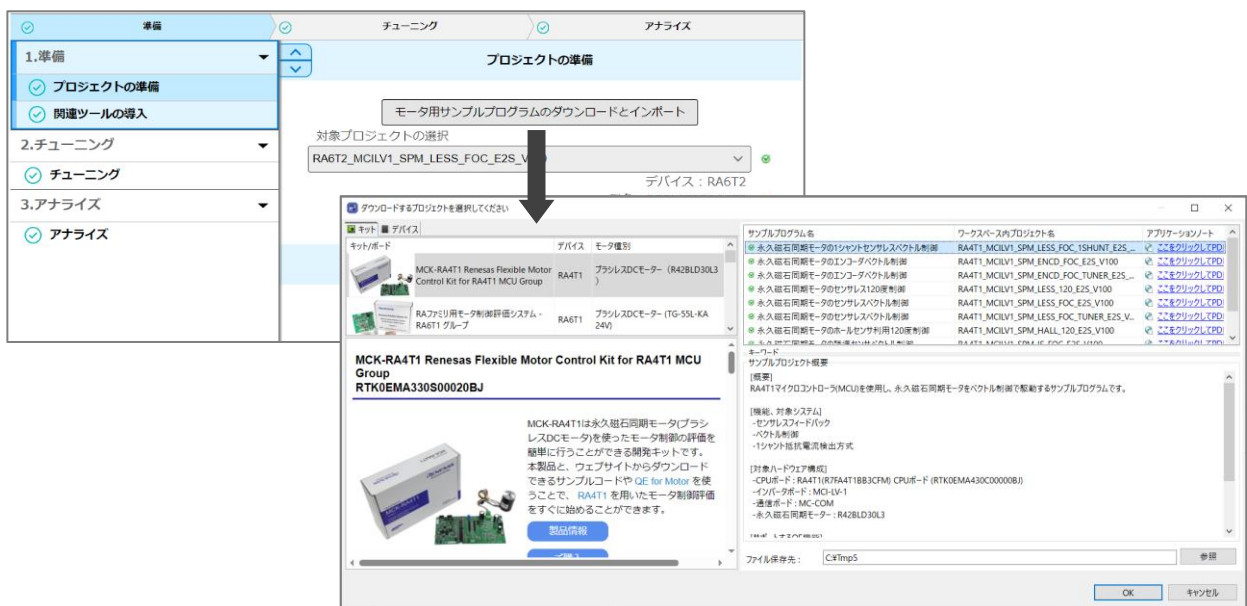 準備
チューニング
アナライズ
1.準備
プロジェクトの準備
関連ツールの導入
2.チューニング
チューニング
3.アナライズ
アナライズ
プロジェクトの準備
モータ用サンプルプログラムのダウンロードとインポート
対象プロジェクトの選択
RA6T2_MCILV1_SPM_LESS_FOC_E2S_V
デバイス : RA6T2
ダウンロードするプロジェクトを選択してください
キット デバイス
キット/ボード デバイス モータ種別
MCK-RA4T1 Renesas Flexible Motor
Control Kit for RA4T1 MCU Group
RA4T1
ブラシレスDCモーター (R42BLD30L3
)
RAファミリ用モータ制御評価システム -
RA6T1 グループ
RA6T1
ブラシレスDCモーター (TG-55L-KA
24V)
MCK-RA4T1 Renesas Flexible Motor Control Kit for RA4T1 MCU
Group
RTK0EMA330S00020BJ
MCK-RA4T1は永久磁石同期モータ(ブラシ
レスDCモータ)を使ったモータ制御の評価を
簡単に行うことができる開発キットです。
本製品と、ウェブサイトからダウンロード
できるサンプルコードや QE for Motor を使
うことで、 RA4T1 を用いたモータ制御評価
をすぐに始めることができます。
製品情報
サンプルプログラム名 ワークスペース内プロジェクト名 アプリケーションノート
永久磁石同期モータの1シャントセンサレスベクトル制御 RA4T1_MCILV1_SPM_LESS_FOC_1SHUNT_E2S_... ここをクリックしてPD
永久磁石同期モータのエンコーダベクトル制御 RA4T1_MCILV1_SPM_ENCD_FOC_E2S_V100 ここをクリックしてPD
永久磁石同期モータのエンコーダベクトル制御 RA4T1_MCILV1_SPM_ENCD_FOC_TUNER_E2S_... ここをクリックしてPD
永久磁石同期モータのセンサレス120度制御 RA4T1_MCILV1_SPM_LESS_120_E2S_V100 ここをクリックしてPD
永久磁石同期モータのセンサレスベクトル制御 RA4T1_MCILV1_SPM_LESS_FOC_E2S_V100 ここをクリックしてPD
永久磁石同期モータのセンサレスベクトル制御 RA4T1_MCILV1_SPM_LESS_FOC_TUNER_E2S_V... ここをクリックしてPD
永久磁石同期モータのホールセンサ利用120度制御 RA4T1_MCILV1_SPM_HALL_120_E2S_V100 ここをクリックしてPD
キーワード
サンプルプロジェクト概要
[概要]
RA4T1マイクロコントローラ(MCU)を使用し、永久磁石同期モータをベクトル制御で駆動するサンプルプログラムです。
[機能、対象システム]
-センサレスフィードバック
-ベクトル制御
-1シャント抵抗電流検出方式
[対象ハードウェア構成]
-CPUボード : RA4T1(R7FA4T1BB3CFM) CPUボード (RTK0EMA430C00000BJ)
-インバータボード : MCI-LV-1
-通信ボード : MC-COM
-永久磁石同期モーター : R42BLD30L3
ファイル保存先 : C:¥Tmp5 参照
OK キャンセル